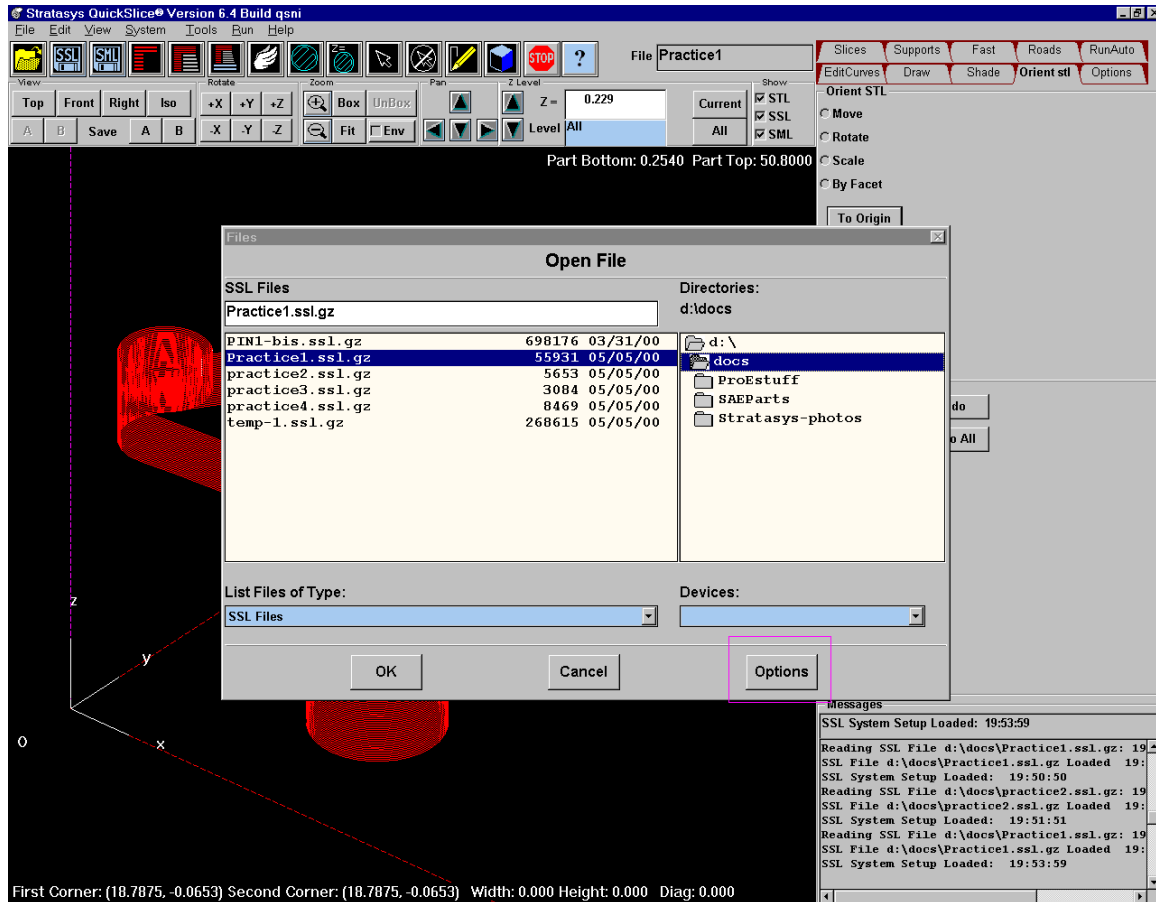 Stratasys QuickSlice® Version 6.4 Build qsni
File Edit View System Tools Run Help
SSL SML Z= STOP ? File Practice1
Slices Supports Fast Roads RunAuto
EditCurves Draw Shade Orient stl Options
View Rotate Zoom Pan Z Level Show
Top Front Right Iso +X +Y +Z Box UnBox Z = 0.229 Current STL
SSL
A B Save A B -X -Y -Z Fit Env Level All All SML
Part Bottom: 0.2540 Part Top: 50.8000
Orient STL
Move
Rotate
Scale
By Facet
To Origin
Files
Open File
SSL Files
Practice1.ssl.gz
PIN1-bis.ssl.gz 698176 03/31/00
Practice1.ssl.gz 55931 05/05/00
practice2.ssl.gz 5653 05/05/00
practice3.ssl.gz 3084 05/05/00
practice4.ssl.gz 8469 05/05/00
temp-1.ssl.gz 268615 05/05/00
Directories:
d:\docs
d:\
docs
ProEstuff
SAEParts
Stratasys-photos
do
o All
List Files of Type:
SSL Files
Devices:
OK Cancel Options
z
y
x
O
Messages
SSL System Setup Loaded: 19:53:59
Reading SSL File d:\docs\Practice1.ssl.gz: 19
SSL File d:\docs\Practice1.ssl.gz Loaded 19:
SSL System Setup Loaded: 19:50:50
Reading SSL File d:\docs\practice2.ssl.gz: 19
SSL File d:\docs\practice2.ssl.gz Loaded 19:
SSL System Setup Loaded: 19:51:51
Reading SSL File d:\docs\Practice1.ssl.gz: 19
SSL File d:\docs\Practice1.ssl.gz Loaded 19:
SSL System Setup Loaded: 19:53:59
First Corner: (18.7875, -0.0653) Second Corner: (18.7875, -0.0653) Width: 0.000 Height: 0.000 Diag: 0.000